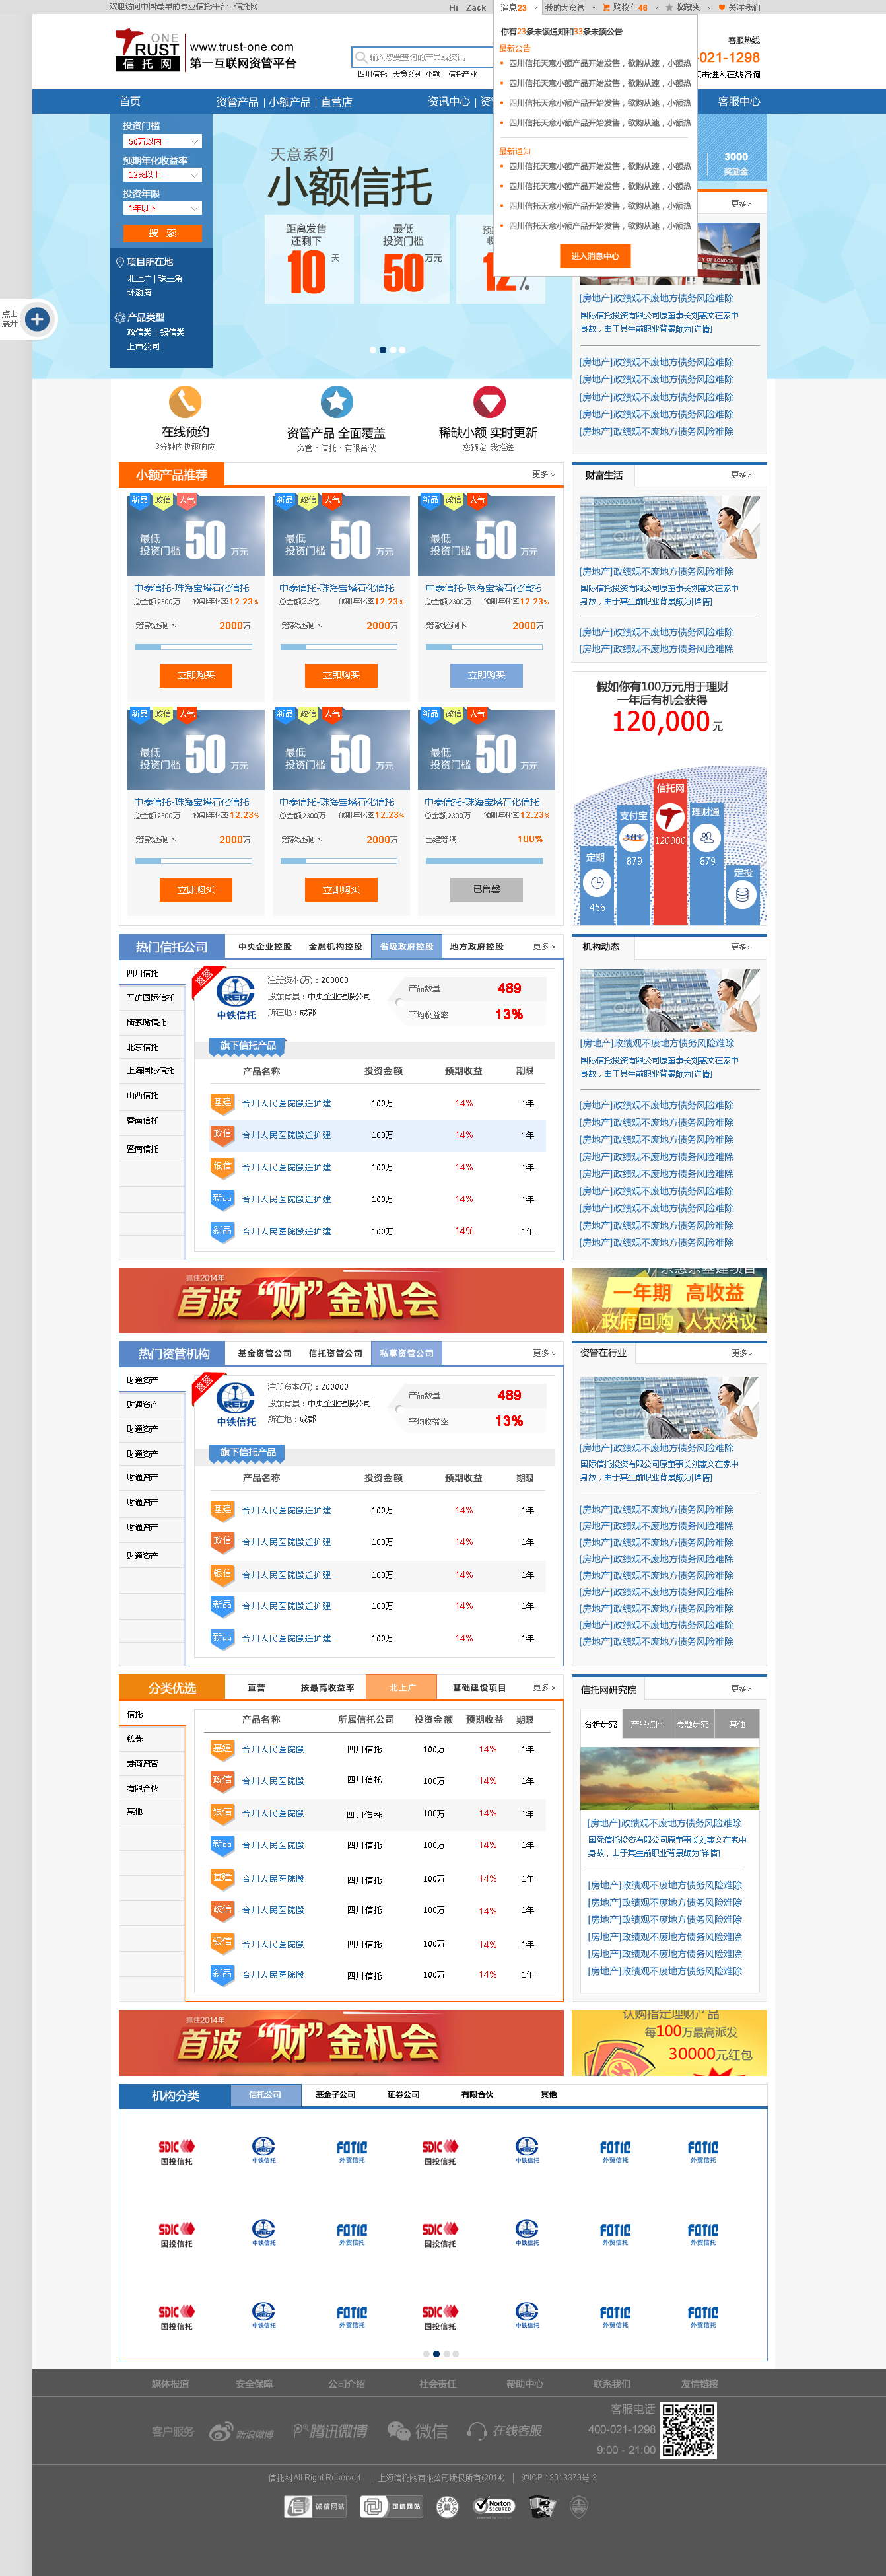 欢迎访问中国最早的专业信托平台--信托网
Hi Zack 消息23 我的大资管 购物车46 收藏夹 关注我们
ONE
TRUST
信托网
www.trust-one.com
第一互联网资管平台
输入您要查询的产品或资讯
四川信托 天意系列 小额 信托产业
你有23条未读通知和33条未读公告
最新公告
四川信托天意小额产品开始发售，欲购从速，小额热
四川信托天意小额产品开始发售，欲购从速，小额热
四川信托天意小额产品开始发售，欲购从速，小额热
四川信托天意小额产品开始发售，欲购从速，小额热
最新通知
四川信托天意小额产品开始发售，欲购从速，小额热
四川信托天意小额产品开始发售，欲购从速，小额热
四川信托天意小额产品开始发售，欲购从速，小额热
四川信托天意小额产品开始发售，欲购从速，小额热
进入消息中心
客服热线
021-1298
点击进入在线咨询
首页 资管产品 | 小额产品 | 直营店 资讯中心 | 资 客服中心
投资门槛
50万以内
预期年化收益率
12%以上
投资年限
1年以下
搜 索
项目所在地
北上广 | 珠三角
环渤海
产品类型
政信类 | 银信类
上市公司
点击
展开
天意系列
小额信托
距离发售
还剩下
10 天
最低
投资门槛
50 万元
3000
奖励金
更多>
[房地产]政绩观不废地方债务风险难除
国际信托投资有限公司原董事长刘惠文在家中
身故，由于其生前职业背景颇为[详情]
[房地产]政绩观不废地方债务风险难除
[房地产]政绩观不废地方债务风险难除
[房地产]政绩观不废地方债务风险难除
[房地产]政绩观不废地方债务风险难除
[房地产]政绩观不废地方债务风险难除
在线预约
3分钟内快速响应
资管产品 全面覆盖
资管·信托·有限合伙
稀缺小额 实时更新
您预定 我推送
小额产品推荐 更多 >
新品 政信 人气 新品 政信 人气 新品 政信 人气
最低 投资门槛 50 万元
最低 投资门槛 50 万元
最低 投资门槛 50 万元
中泰信托-珠海宝塔石化信托 中泰信托-珠海宝塔石化信托 中泰信托-珠海宝塔石化信托
总金额2300万 预期年化率12.23% 总金额2.5亿 预期年化率12.23% 总金额2300万 预期年化率12.23%
筹款还剩下 2000万 筹款还剩下 2000万 筹款还剩下 2000万
立即购买 立即购买 立即购买
新品 政信 人气 新品 政信 人气 新品 政信 人气
最低 投资门槛 50 万元
最低 投资门槛 50 万元
最低 投资门槛 50 万元
中泰信托-珠海宝塔石化信托 中泰信托-珠海宝塔石化信托 中泰信托-珠海宝塔石化信托
总金额2300万 预期年化率12.23% 总金额2300万 预期年化率12.23% 总金额2300万 预期年化率12.23%
筹款还剩下 2000万 筹款还剩下 2000万 已经筹满 100%
立即购买 立即购买 已售罄
财富生活 更多>
[房地产]政绩观不废地方债务风险难除
国际信托投资有限公司原董事长刘惠文在家中
身故，由于其生前职业背景颇为[详情]
[房地产]政绩观不废地方债务风险难除
[房地产]政绩观不废地方债务风险难除
假如你有100万元用于理财
一年后有机会获得
120,000元
定期 456
支付宝 支付宝 879
信托网 120000
理财通 879
定投
热门信托公司 中央企业控股 金融机构控股 省级政府控股 地方政府控股 更多 >
四川信托
五矿国际信托
陆家嘴信托
北京信托
上海国际信托
山西信托
暨南信托
暨南信托
直营
中铁信托
注册资本(万)：200000
股东背景：中央企业控股公司
所在地：成都
产品数量 489
平均收益率 13%
旗下信托产品
产品名称 投资金额 预期收益 期限
基建 台川人民医院搬迁扩建 100万 14% 1年
政信 台川人民医院搬迁扩建 100万 14% 1年
银信 台川人民医院搬迁扩建 100万 14% 1年
新品 台川人民医院搬迁扩建 100万 14% 1年
新品 台川人民医院搬迁扩建 100万 14% 1年
机构动态 更多>
[房地产]政绩观不废地方债务风险难除
国际信托投资有限公司原董事长刘惠文在家中
身故，由于其生前职业背景颇为[详情]
[房地产]政绩观不废地方债务风险难除
[房地产]政绩观不废地方债务风险难除
[房地产]政绩观不废地方债务风险难除
[房地产]政绩观不废地方债务风险难除
[房地产]政绩观不废地方债务风险难除
[房地产]政绩观不废地方债务风险难除
[房地产]政绩观不废地方债务风险难除
[房地产]政绩观不废地方债务风险难除
[房地产]政绩观不废地方债务风险难除
抓住2014年
首波“财”金机会
一年期 高收益
政府回购 人大决议
热门资管机构 基金资管公司 信托资管公司 私募资管公司 更多 >
财通资产
财通资产
财通资产
财通资产
财通资产
财通资产
财通资产
财通资产
直营
中铁信托
注册资本(万)：200000
股东背景：中央企业控股公司
所在地：成都
产品数量 489
平均收益率 13%
旗下信托产品
产品名称 投资金额 预期收益 期限
基建 台川人民医院搬迁扩建 100万 14% 1年
政信 台川人民医院搬迁扩建 100万 14% 1年
银信 台川人民医院搬迁扩建 100万 14% 1年
新品 台川人民医院搬迁扩建 100万 14% 1年
新品 台川人民医院搬迁扩建 100万 14% 1年
资管在行业 更多>
[房地产]政绩观不废地方债务风险难除
国际信托投资有限公司原董事长刘惠文在家中
身故，由于其生前职业背景颇为[详情]
[房地产]政绩观不废地方债务风险难除
[房地产]政绩观不废地方债务风险难除
[房地产]政绩观不废地方债务风险难除
[房地产]政绩观不废地方债务风险难除
[房地产]政绩观不废地方债务风险难除
[房地产]政绩观不废地方债务风险难除
[房地产]政绩观不废地方债务风险难除
[房地产]政绩观不废地方债务风险难除
[房地产]政绩观不废地方债务风险难除
分类优选 直营 按最高收益率 北上广 基础建设项目 更多 >
信托
私募
券商资管
有限合伙
其他
产品名称 所属信托公司 投资金额 预期收益 期限
基建 台川人民医院搬 四川信托 100万 14% 1年
政信 台川人民医院搬 四川信托 100万 14% 1年
银信 台川人民医院搬 四川信托 100万 14% 1年
新品 台川人民医院搬 四川信托 100万 14% 1年
基建 台川人民医院搬 四川信托 100万 14% 1年
政信 台川人民医院搬 四川信托 100万 14% 1年
银信 台川人民医院搬 四川信托 100万 14% 1年
新品 台川人民医院搬 四川信托 100万 14% 1年
信托网研究院 更多>
分析研究 产品点评 专题研究 其他
[房地产]政绩观不废地方债务风险难除
国际信托投资有限公司原董事长刘惠文在家中
身故，由于其生前职业背景颇为[详情]
[房地产]政绩观不废地方债务风险难除
[房地产]政绩观不废地方债务风险难除
[房地产]政绩观不废地方债务风险难除
[房地产]政绩观不废地方债务风险难除
[房地产]政绩观不废地方债务风险难除
[房地产]政绩观不废地方债务风险难除
抓住2014年
首波“财”金机会
认购指定理财产品
每100万最高派发
30000元红包
机构分类 信托公司 基金子公司 证券公司 有限合伙 其他
SDIC 国投信托 中铁信托 FOTIC 外贸信托 SDIC 国投信托 中铁信托 FOTIC 外贸信托 FOTIC 外贸信托
SDIC 国投信托 中铁信托 FOTIC 外贸信托 SDIC 国投信托 中铁信托 FOTIC 外贸信托 FOTIC 外贸信托
SDIC 国投信托 中铁信托 FOTIC 外贸信托 SDIC 国投信托 中铁信托 FOTIC 外贸信托 FOTIC 外贸信托
媒体报道 安全保障 公司介绍 社会责任 帮助中心 联系我们 友情链接
客户服务 新浪微博 腾讯微博 微信 在线客服
客服电话
400-021-1298
9:00 - 21:00
信托网 All Right Reserved | 上海信托网有限公司版权所有(2014) | 沪ICP 13013379号-3
诚信网站 可信网站 Norton SECURED